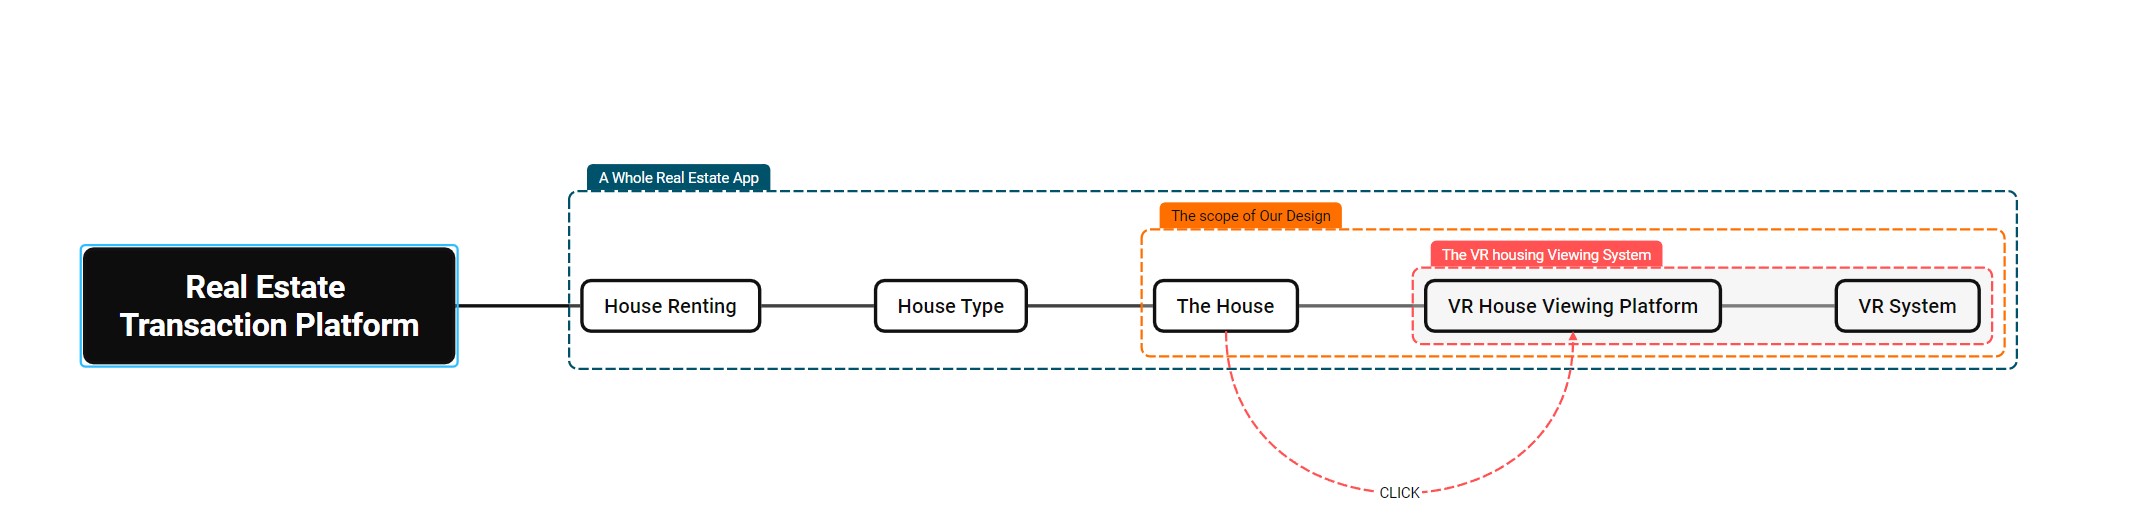 A Whole Real Estate App
The scope of Our Design
The VR housing Viewing System
Real Estate
Transaction Platform
House Renting
House Type
The House
VR House Viewing Platform
VR System
CLICK